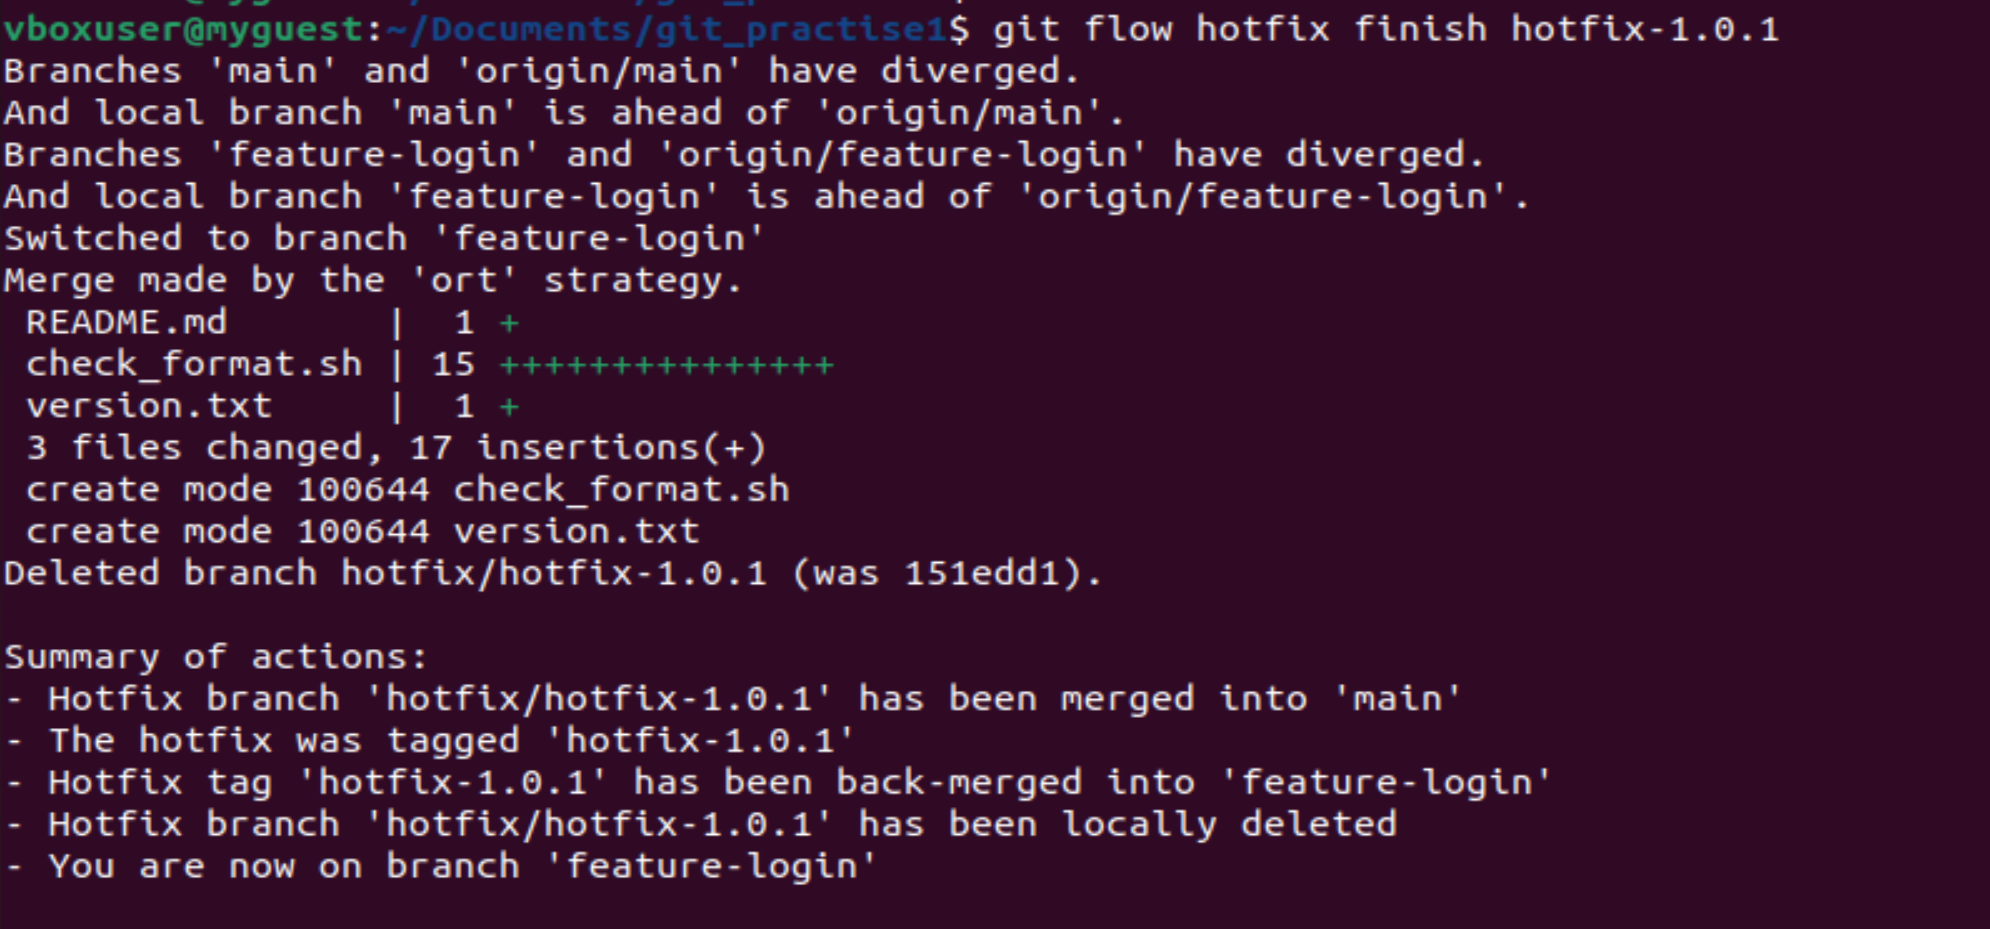 vboxuser@myguest:~/Documents/git_practise1$ git flow hotfix finish hotfix-1.0.1
Branches 'main' and 'origin/main' have diverged.
And local branch 'main' is ahead of 'origin/main'.
Branches 'feature-login' and 'origin/feature-login' have diverged.
And local branch 'feature-login' is ahead of 'origin/feature-login'.
Switched to branch 'feature-login'
Merge made by the 'ort' strategy.
 README.md       |  1 +
 check_format.sh | 15 +++++++++++++++
 version.txt     |  1 +
 3 files changed, 17 insertions(+)
 create mode 100644 check_format.sh
 create mode 100644 version.txt
Deleted branch hotfix/hotfix-1.0.1 (was 151edd1).

Summary of actions:
- Hotfix branch 'hotfix/hotfix-1.0.1' has been merged into 'main'
- The hotfix was tagged 'hotfix-1.0.1'
- Hotfix tag 'hotfix-1.0.1' has been back-merged into 'feature-login'
- Hotfix branch 'hotfix/hotfix-1.0.1' has been locally deleted
- You are now on branch 'feature-login'